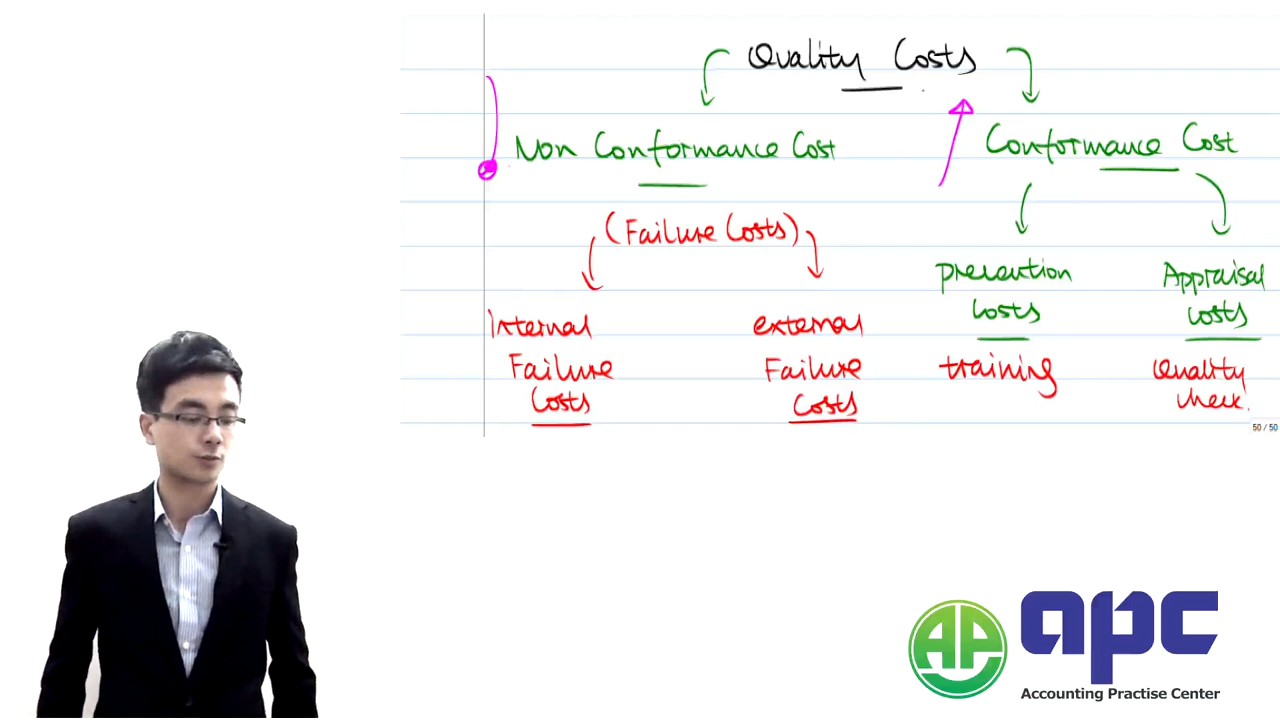 Quality Costs
Non Conformance Cost
Conformance Cost
(Failure Costs)
prevention
costs
Appraisal
costs
internal
Failure
Costs
external
Failure
Costs
training
Quality
check.
50 / 50
AP
apc
Accounting Practise Center